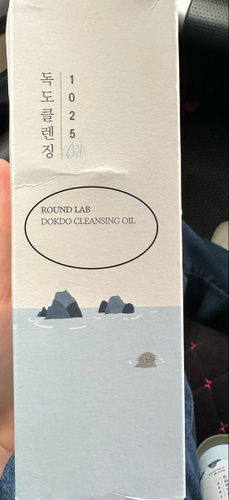 독도클렌징
1025
Oil
ROUND LAB
DOKDO CLEANSING OIL